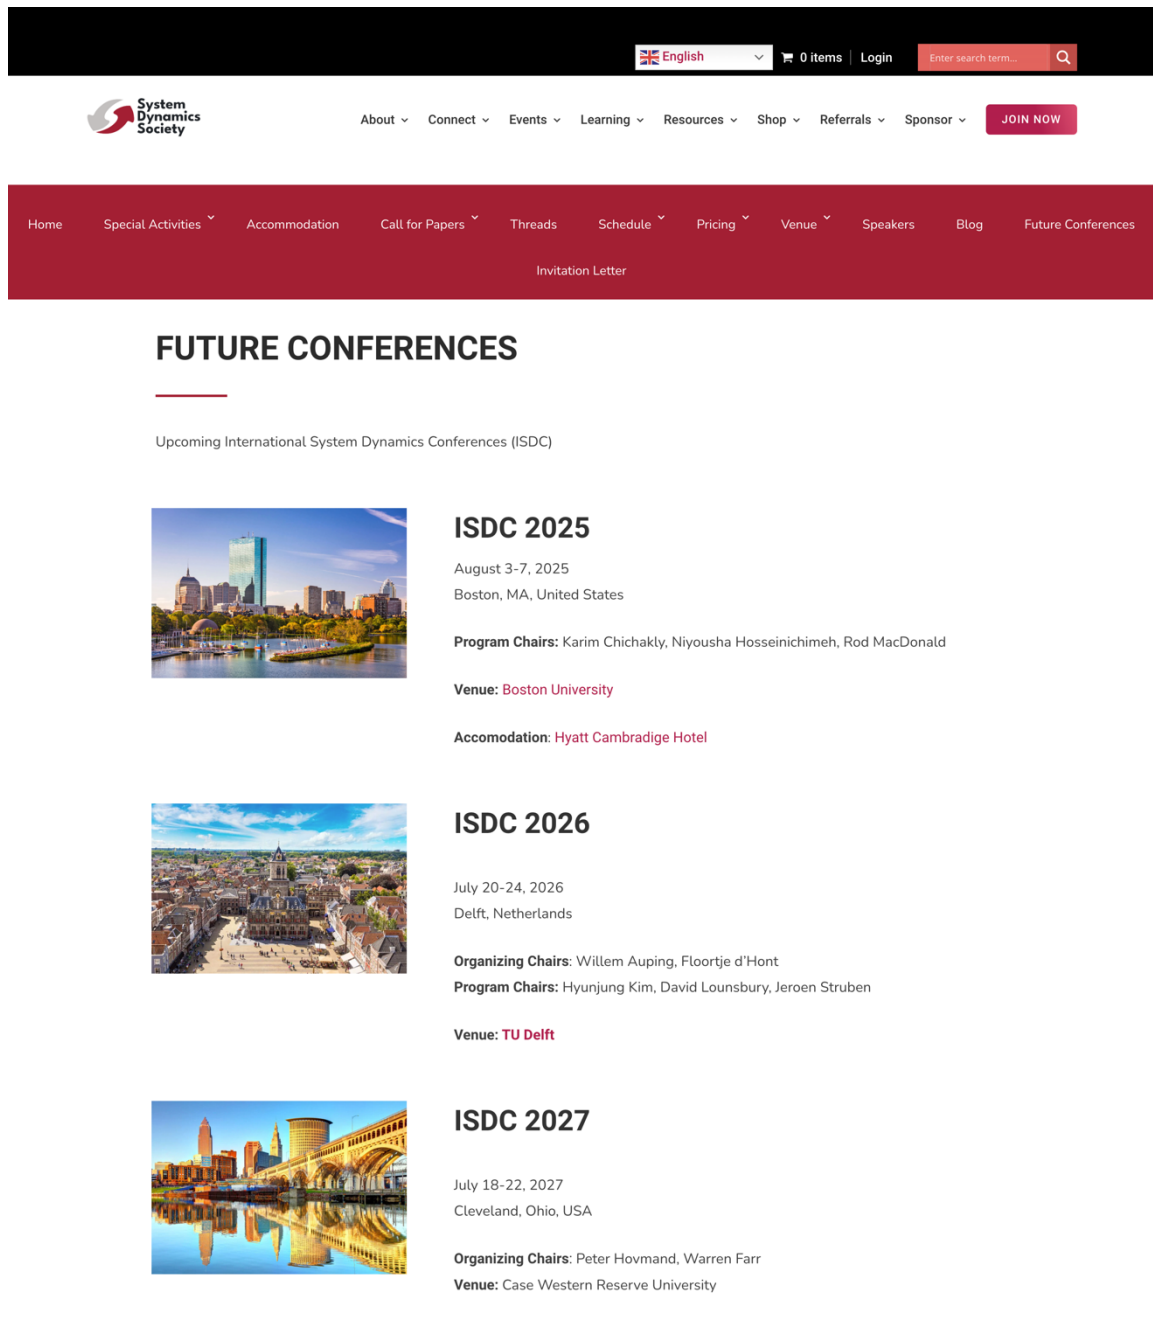 English
0 items
Login
Enter search term...
System
Dynamics
Society
About
Connect
Events
Learning
Resources
Shop
Referrals
Sponsor
JOIN NOW
Home
Special Activities
Accommodation
Call for Papers
Threads
Schedule
Pricing
Venue
Speakers
Blog
Future Conferences
Invitation Letter
FUTURE CONFERENCES
Upcoming International System Dynamics Conferences (ISDC)
ISDC 2025
August 3-7, 2025
Boston, MA, United States
Program Chairs: Karim Chichakly, Niyousha Hosseinichimeh, Rod MacDonald
Venue: Boston University
Accomodation: Hyatt Cambradige Hotel
ISDC 2026
July 20-24, 2026
Delft, Netherlands
Organizing Chairs: Willem Auping, Floortje d'Hont
Program Chairs: Hyunjung Kim, David Lounsbury, Jeroen Struben
Venue: TU Delft
ISDC 2027
July 18-22, 2027
Cleveland, Ohio, USA
Organizing Chairs: Peter Hovmand, Warren Farr
Venue: Case Western Reserve University